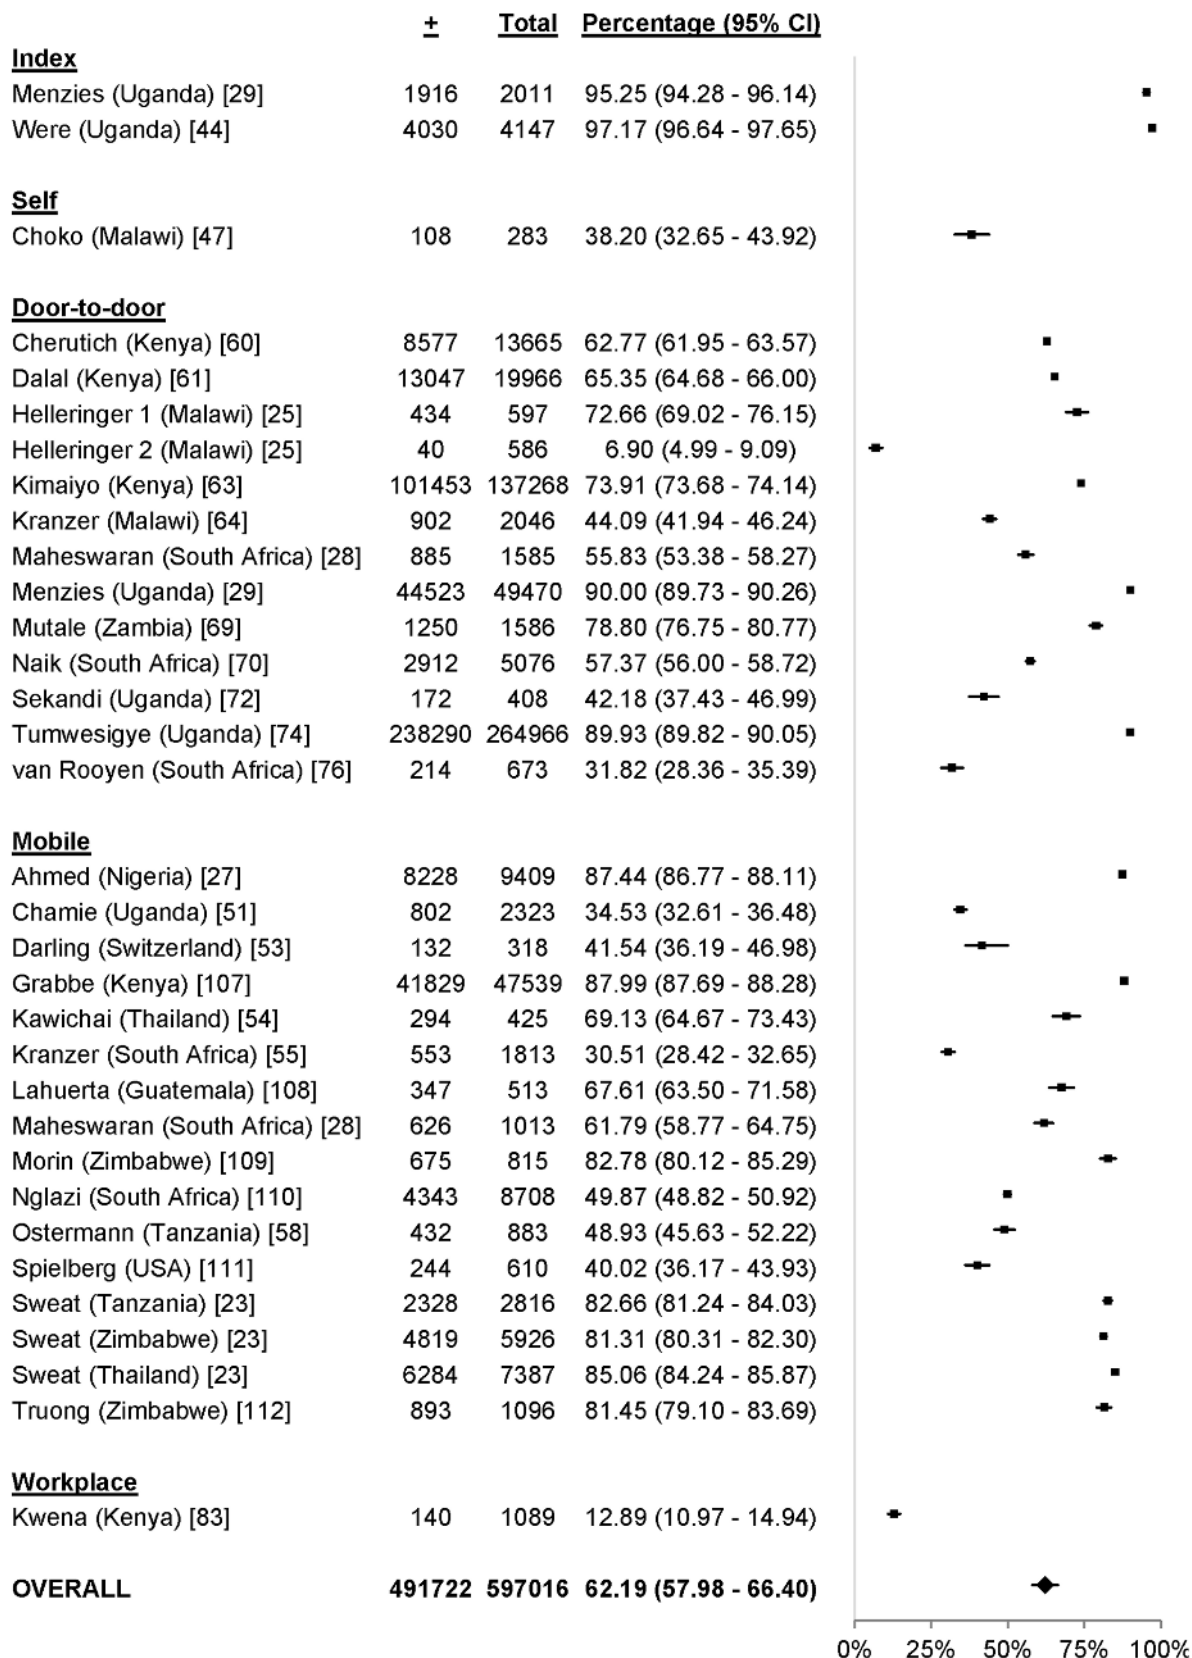 + Total Percentage (95% CI)
Index
Menzies (Uganda) [29] 1916 2011 95.25 (94.28 - 96.14)
Were (Uganda) [44] 4030 4147 97.17 (96.64 - 97.65)
Self
Choko (Malawi) [47] 108 283 38.20 (32.65 - 43.92)
Door-to-door
Cherutich (Kenya) [60] 8577 13665 62.77 (61.95 - 63.57)
Dalal (Kenya) [61] 13047 19966 65.35 (64.68 - 66.00)
Helleringer 1 (Malawi) [25] 434 597 72.66 (69.02 - 76.15)
Helleringer 2 (Malawi) [25] 40 586 6.90 (4.99 - 9.09)
Kimaiyo (Kenya) [63] 101453 137268 73.91 (73.68 - 74.14)
Kranzer (Malawi) [64] 902 2046 44.09 (41.94 - 46.24)
Maheswaran (South Africa) [28] 885 1585 55.83 (53.38 - 58.27)
Menzies (Uganda) [29] 44523 49470 90.00 (89.73 - 90.26)
Mutale (Zambia) [69] 1250 1586 78.80 (76.75 - 80.77)
Naik (South Africa) [70] 2912 5076 57.37 (56.00 - 58.72)
Sekandi (Uganda) [72] 172 408 42.18 (37.43 - 46.99)
Tumwesigye (Uganda) [74] 238290 264966 89.93 (89.82 - 90.05)
van Rooyen (South Africa) [76] 214 673 31.82 (28.36 - 35.39)
Mobile
Ahmed (Nigeria) [27] 8228 9409 87.44 (86.77 - 88.11)
Chamie (Uganda) [51] 802 2323 34.53 (32.61 - 36.48)
Darling (Switzerland) [53] 132 318 41.54 (36.19 - 46.98)
Grabbe (Kenya) [107] 41829 47539 87.99 (87.69 - 88.28)
Kawichai (Thailand) [54] 294 425 69.13 (64.67 - 73.43)
Kranzer (South Africa) [55] 553 1813 30.51 (28.42 - 32.65)
Lahuerta (Guatemala) [108] 347 513 67.61 (63.50 - 71.58)
Maheswaran (South Africa) [28] 626 1013 61.79 (58.77 - 64.75)
Morin (Zimbabwe) [109] 675 815 82.78 (80.12 - 85.29)
Nglazi (South Africa) [110] 4343 8708 49.87 (48.82 - 50.92)
Ostermann (Tanzania) [58] 432 883 48.93 (45.63 - 52.22)
Spielberg (USA) [111] 244 610 40.02 (36.17 - 43.93)
Sweat (Tanzania) [23] 2328 2816 82.66 (81.24 - 84.03)
Sweat (Zimbabwe) [23] 4819 5926 81.31 (80.31 - 82.30)
Sweat (Thailand) [23] 6284 7387 85.06 (84.24 - 85.87)
Truong (Zimbabwe) [112] 893 1096 81.45 (79.10 - 83.69)
Workplace
Kwena (Kenya) [83] 140 1089 12.89 (10.97 - 14.94)
OVERALL 491722 597016 62.19 (57.98 - 66.40)
0% 25% 50% 75% 100%